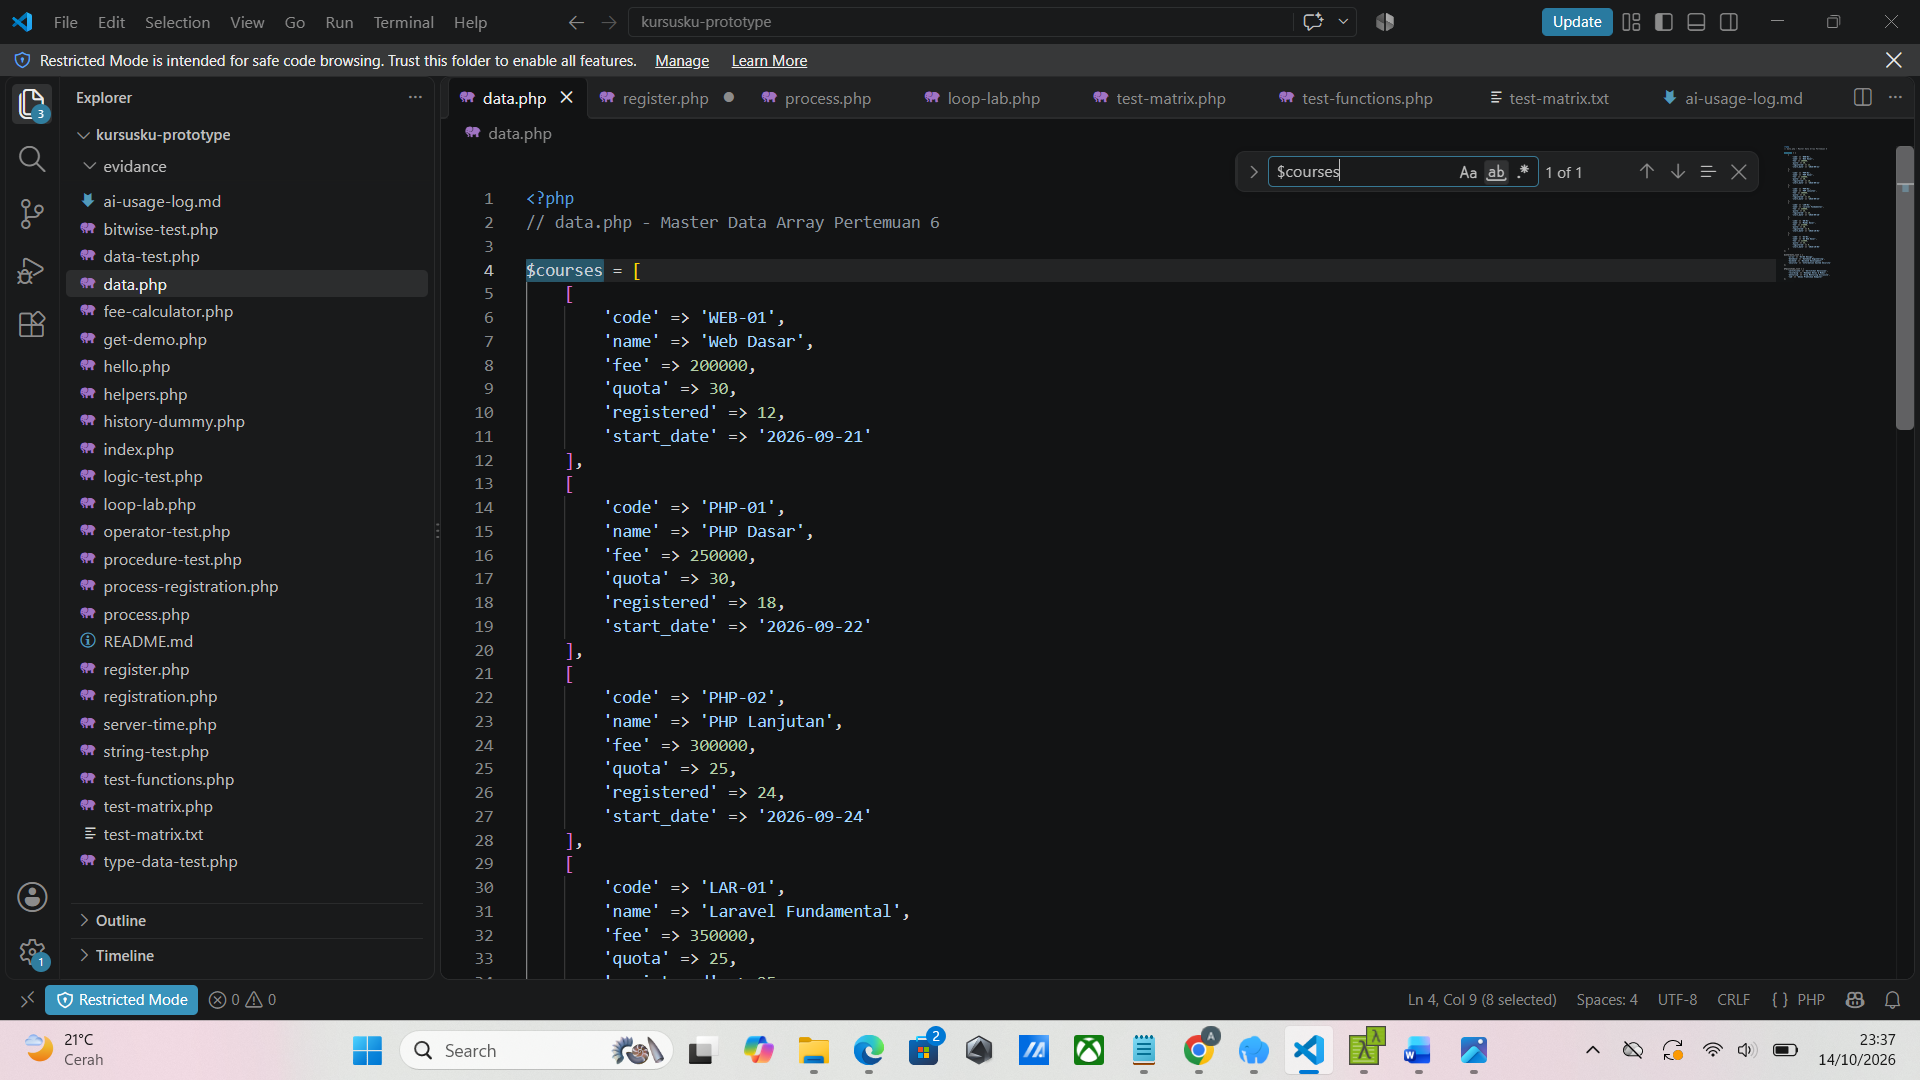 File Edit Selection View Go Run Terminal Help
kursusku-prototype
Update
Restricted Mode is intended for safe code browsing. Trust this folder to enable all features. Manage Learn More
3
Explorer
kursusku-prototype
evidance
ai-usage-log.md
bitwise-test.php
data-test.php
data.php
fee-calculator.php
get-demo.php
hello.php
helpers.php
history-dummy.php
index.php
logic-test.php
loop-lab.php
operator-test.php
procedure-test.php
process-registration.php
process.php
README.md
register.php
registration.php
server-time.php
string-test.php
test-functions.php
test-matrix.php
test-matrix.txt
type-data-test.php
Outline
Timeline
1
data.php register.php process.php loop-lab.php test-matrix.php test-functions.php test-matrix.txt ai-usage-log.md
data.php
$courses Aa ab .* 1 of 1
1 <?php
2 // data.php - Master Data Array Pertemuan 6
3
4 $courses = [
5 [
6 'code' => 'WEB-01',
7 'name' => 'Web Dasar',
8 'fee' => 200000,
9 'quota' => 30,
10 'registered' => 12,
11 'start_date' => '2026-09-21'
12 ],
13 [
14 'code' => 'PHP-01',
15 'name' => 'PHP Dasar',
16 'fee' => 250000,
17 'quota' => 30,
18 'registered' => 18,
19 'start_date' => '2026-09-22'
20 ],
21 [
22 'code' => 'PHP-02',
23 'name' => 'PHP Lanjutan',
24 'fee' => 300000,
25 'quota' => 25,
26 'registered' => 24,
27 'start_date' => '2026-09-24'
28 ],
29 [
30 'code' => 'LAR-01',
31 'name' => 'Laravel Fundamental',
32 'fee' => 350000,
33 'quota' => 25,
Restricted Mode 0 0 Ln 4, Col 9 (8 selected) Spaces: 4 UTF-8 CRLF { } PHP
21°C
Cerah
Search
2
A
23:37
14/10/2026